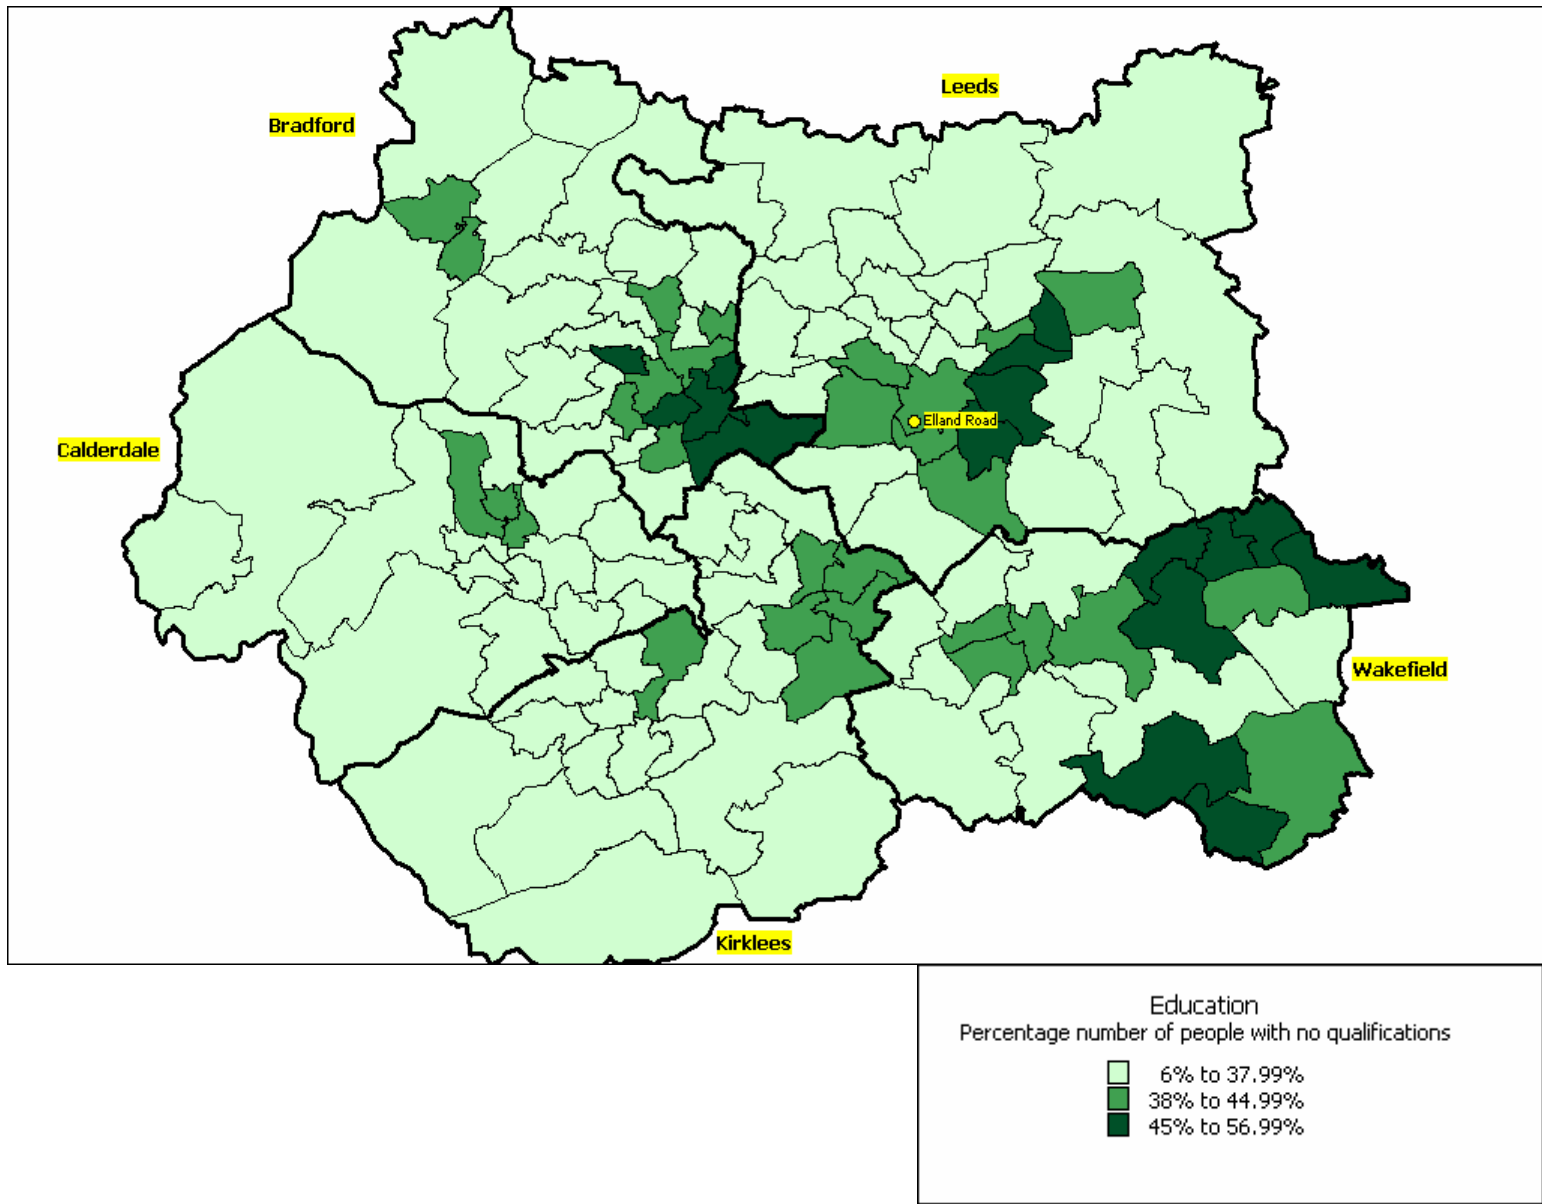 Leeds
Bradford
Elland Road
Calderdale
Wakefield
Kirklees
Education
Percentage number of people with no qualifications
6% to 37.99%
38% to 44.99%
45% to 56.99%